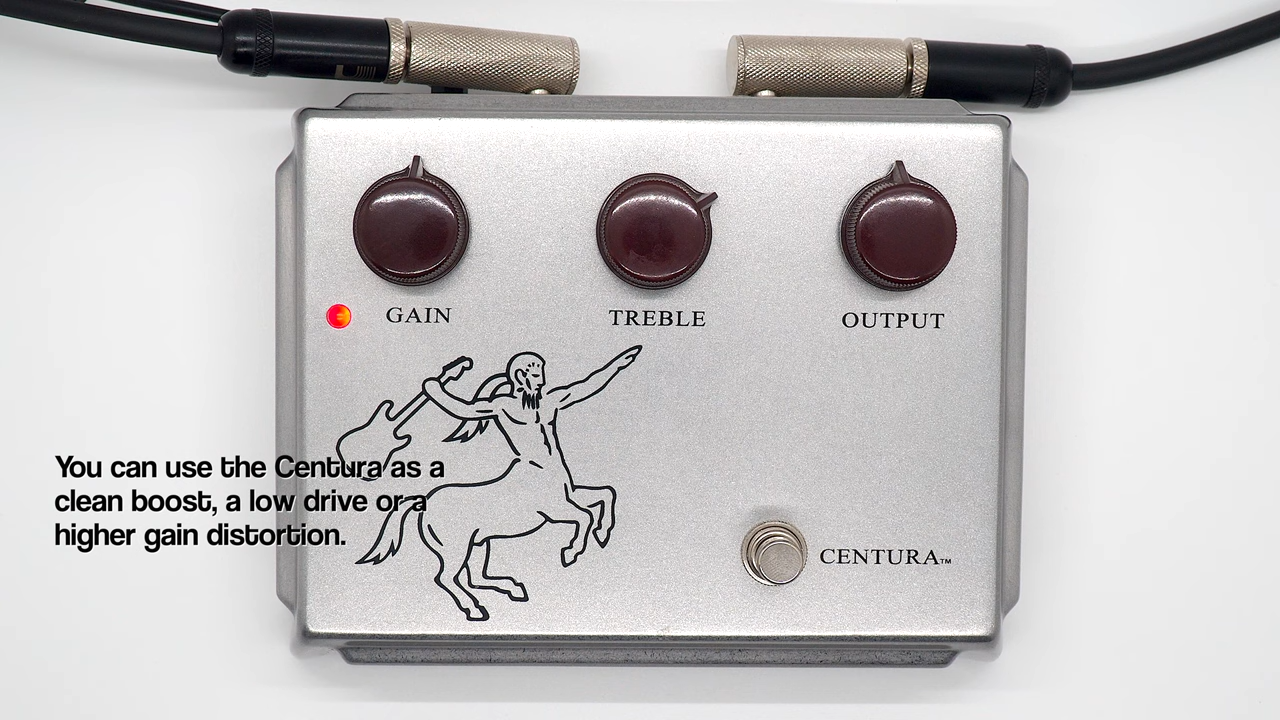 GAIN
TREBLE
OUTPUT
You can use the Centura as a
clean boost, a low drive or a
higher gain distortion.
CENTURA™